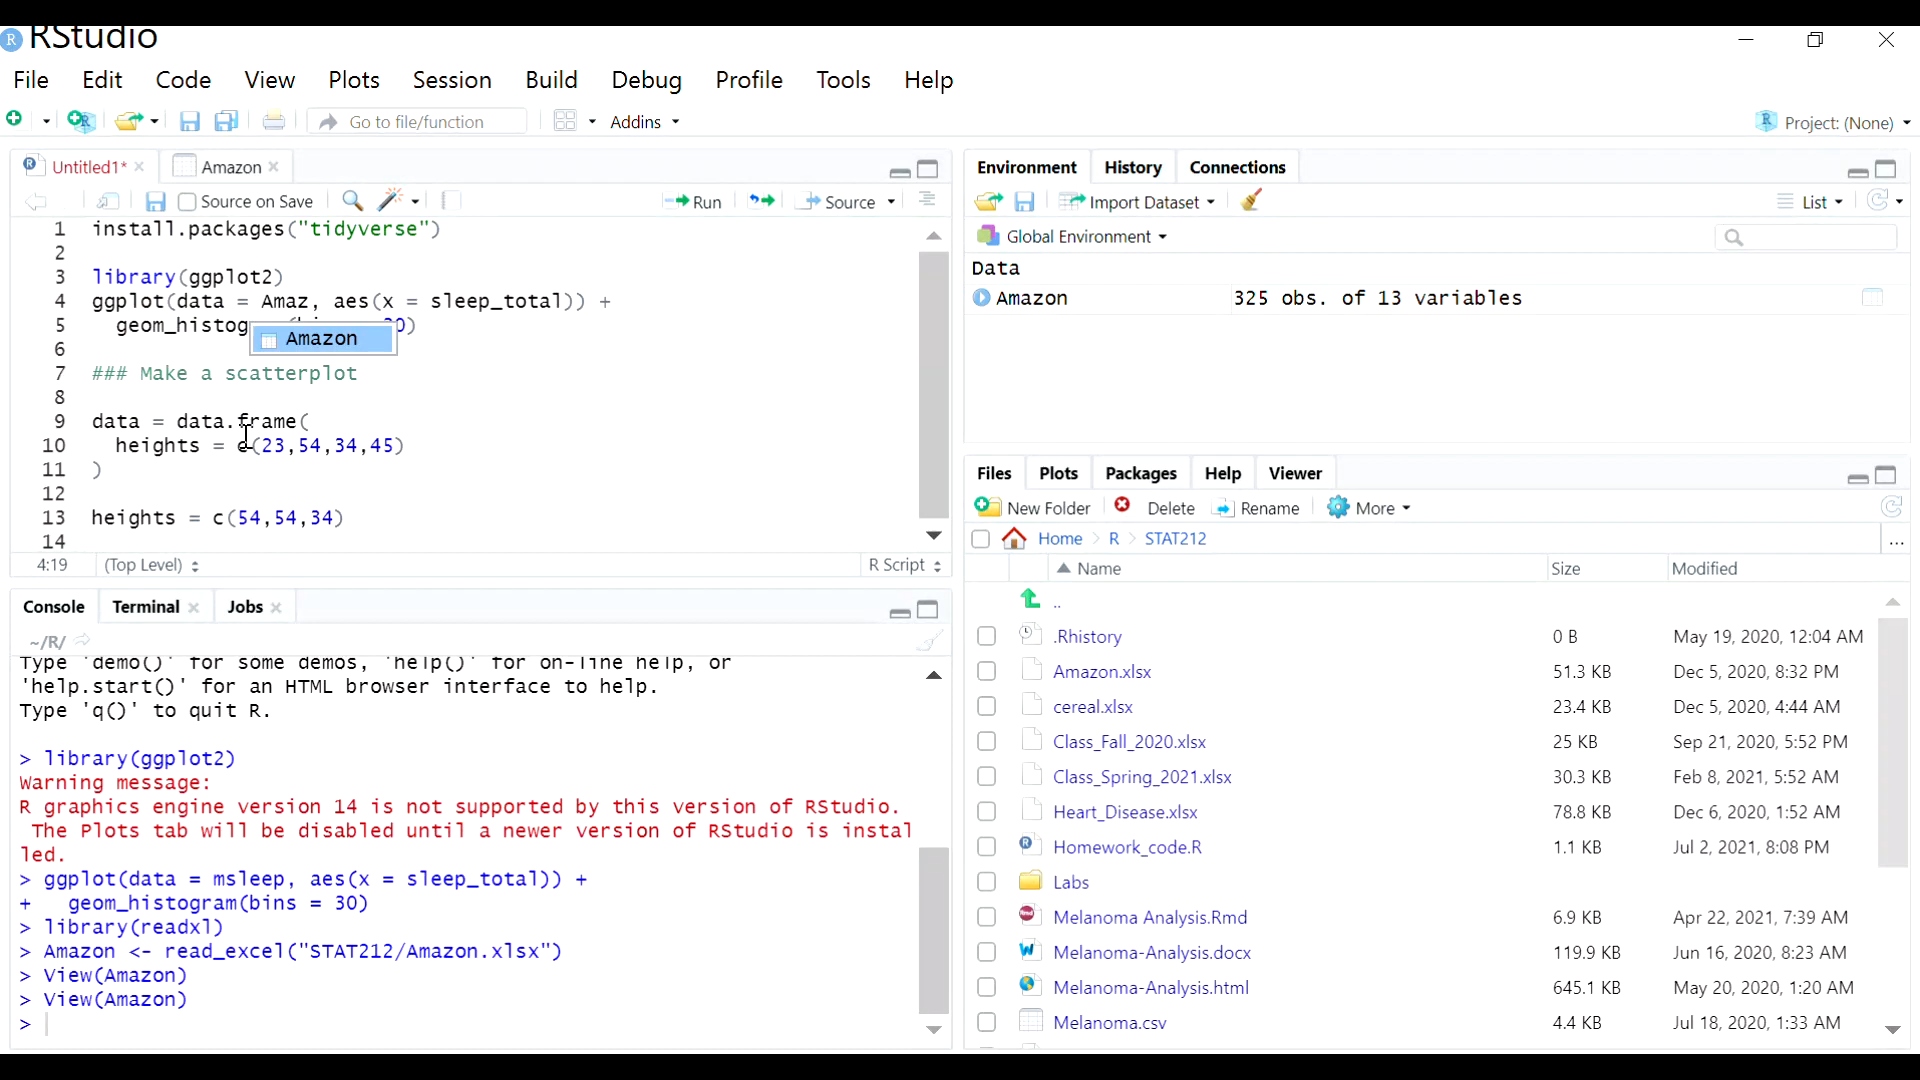 RStudio
File Edit Code View Plots Session Build Debug Profile Tools Help
Go to file/function Addins Project: (None)
Untitled1* Amazon
Source on Save Run Source
1 install.packages("tidyverse")
2
3 library(ggplot2)
4 ggplot(data = Amaz, aes(x = sleep_total)) +
5 geom_histog 0)
Amazon
6
7 ### Make a scatterplot
8
9 data = data.frame(
10 heights = c(23,54,34,45)
11 )
12
13 heights = c(54,54,34)
14
4:19 (Top Level) R Script
Console Terminal Jobs
~/R/
Type 'demo()' for some demos, 'help()' for on-line help, or
'help.start()' for an HTML browser interface to help.
Type 'q()' to quit R.
> library(ggplot2)
Warning message:
R graphics engine version 14 is not supported by this version of RStudio.
The Plots tab will be disabled until a newer version of RStudio is instal
led.
> ggplot(data = msleep, aes(x = sleep_total)) +
+ geom_histogram(bins = 30)
> library(readxl)
> Amazon <- read_excel("STAT212/Amazon.xlsx")
> View(Amazon)
> View(Amazon)
>
Environment History Connections
Import Dataset List
Global Environment
Data
Amazon 325 obs. of 13 variables
Files Plots Packages Help Viewer
New Folder Delete Rename More
Home R STAT212 ...
Name Size Modified
..
.Rhistory 0 B May 19, 2020, 12:04 AM
Amazon.xlsx 51.3 KB Dec 5, 2020, 8:32 PM
cereal.xlsx 23.4 KB Dec 5, 2020, 4:44 AM
Class_Fall_2020.xlsx 25 KB Sep 21, 2020, 5:52 PM
Class_Spring_2021.xlsx 30.3 KB Feb 8, 2021, 5:52 AM
Heart_Disease.xlsx 78.8 KB Dec 6, 2020, 1:52 AM
Homework_code.R 1.1 KB Jul 2, 2021, 8:08 PM
Labs
Melanoma Analysis.Rmd 6.9 KB Apr 22, 2021, 7:39 AM
Melanoma-Analysis.docx 119.9 KB Jun 16, 2020, 8:23 AM
Melanoma-Analysis.html 645.1 KB May 20, 2020, 1:20 AM
Melanoma.csv 4.4 KB Jul 18, 2020, 1:33 AM